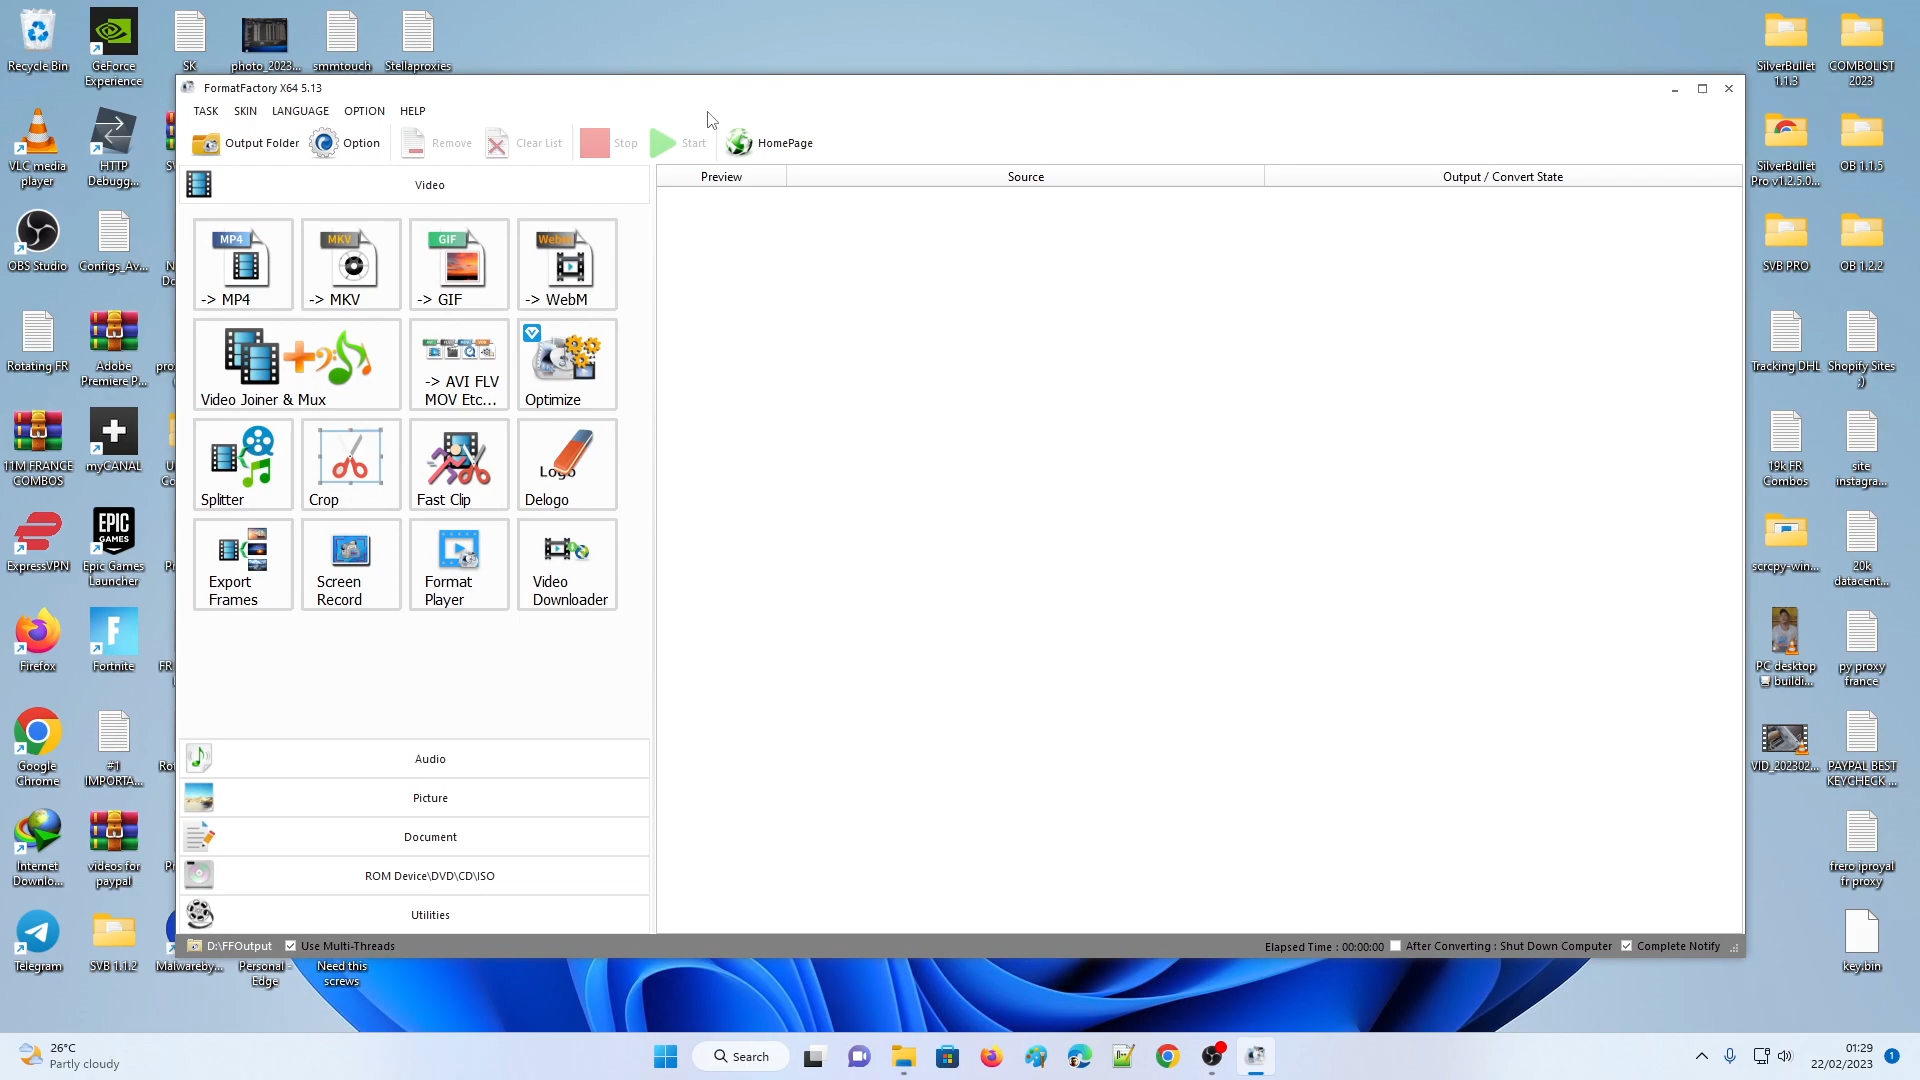 Recycle Bin
GeForce
Experience
SK
photo_2023...
smmtouch
Stellaproxies
SilverBullet
1.1.3
COMBOLIST
2023
FormatFactory X64 5.13
TASK
SKIN
LANGUAGE
OPTION
HELP
Output Folder
Option
Remove
Clear List
Stop
Start
HomePage
Preview
Source
Output / Convert State
Video
MP4
-> MP4
MKV
-> MKV
GIF
-> GIF
WebM
-> WebM
Video Joiner & Mux
-> AVI FLV
MOV Etc...
Optimize
Splitter
Crop
Fast Clip
Logo
Delogo
Export
Frames
Screen
Record
Format
Player
Video
Downloader
Audio
Picture
Document
ROM Device\DVD\CD\ISO
Utilities
D:\FFOutput
Use Multi-Threads
Elapsed Time : 00:00:00
After Converting : Shut Down Computer
Complete Notify
VLC media
player
HTTP
Debugg...
SilverBullet
Pro v1.2.5.0...
OB 1.1.5
OBS Studio
Configs_Av...
SVB PRO
OB 1.2.2
Rotating FR
Adobe
Premiere P...
Tracking DHL
Shopify Sites
;)
11M FRANCE
COMBOS
myCANAL
19k FR
Combos
site
instagra...
ExpressVPN
EPIC
GAMES
Epic Games
Launcher
scrcpy-win...
20k
datacent...
Firefox
Fortnite
PC desktop
buildi...
py proxy
france
Google
Chrome
#1
IMPORTA...
VID_202302...
PAYPAL BEST
KEYCHECK ...
Internet
Downlo...
videos for
paypal
frero iproyal
fr proxy
Telegram
SVB 1.1.2
Malwareby...
Personal -
Edge
Need this
screws
key.bin
26°C
Partly cloudy
Search
01:29
22/02/2023
1